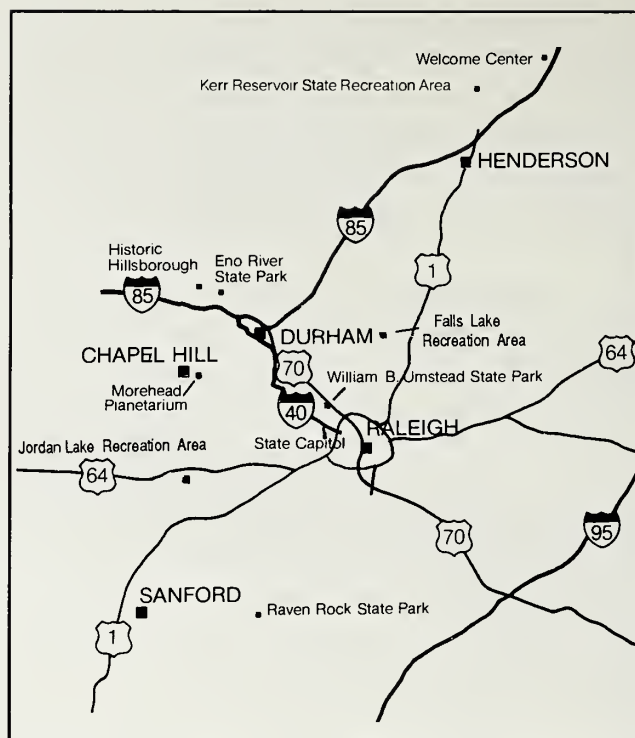 Welcome Center
Kerr Reservoir State Recreation Area
HENDERSON
85
Historic
Hillsborough
Eno River
State Park
1
85
DURHAM
Falls Lake
Recreation Area
64
CHAPEL HILL
70
Morehead
Planetarium
William B. Umstead State Park
40
RALEIGH
State Capitol
Jordan Lake Recreation Area
64
70
95
SANFORD
Raven Rock State Park
1